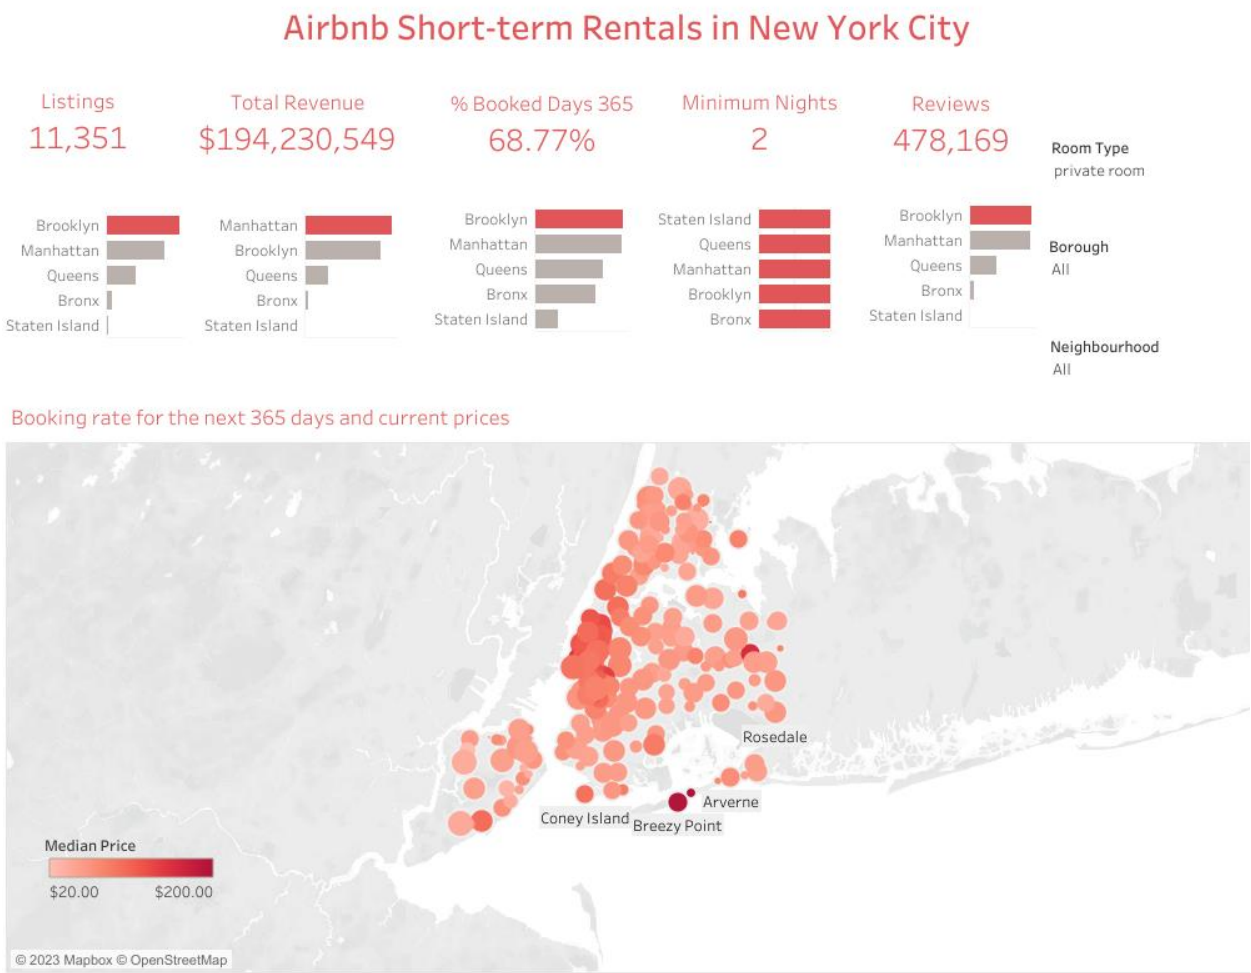 Airbnb Short-term Rentals in New York City
Listings
11,351
Total Revenue
$194,230,549
% Booked Days 365
68.77%
Minimum Nights
2
Reviews
478,169
Room Type
private room
Brooklyn
Manhattan
Queens
Bronx
Staten Island
Manhattan
Brooklyn
Queens
Bronx
Staten Island
Brooklyn
Manhattan
Queens
Bronx
Staten Island
Staten Island
Queens
Manhattan
Brooklyn
Bronx
Brooklyn
Manhattan
Queens
Bronx
Staten Island
Borough
All
Neighbourhood
All
Booking rate for the next 365 days and current prices
Rosedale
Arverne
Coney Island
Breezy Point
Median Price
$20.00 $200.00
© 2023 Mapbox © OpenStreetMap